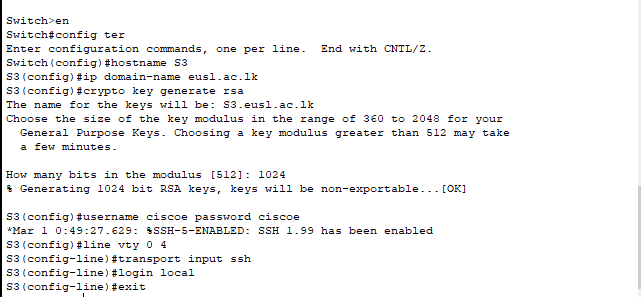 Switch>en
Switch#config ter
Enter configuration commands, one per line.  End with CNTL/Z.
Switch(config)#hostname S3
S3(config)#ip domain-name eusl.ac.lk
S3(config)#crypto key generate rsa
The name for the keys will be: S3.eusl.ac.lk
Choose the size of the key modulus in the range of 360 to 2048 for your
  General Purpose Keys. Choosing a key modulus greater than 512 may take
  a few minutes.

How many bits in the modulus [512]: 1024
% Generating 1024 bit RSA keys, keys will be non-exportable...[OK]

S3(config)#username ciscoe password ciscoe
*Mar 1 0:49:27.629: %SSH-5-ENABLED: SSH 1.99 has been enabled
S3(config)#line vty 0 4
S3(config-line)#transport input ssh
S3(config-line)#login local
S3(config-line)#exit